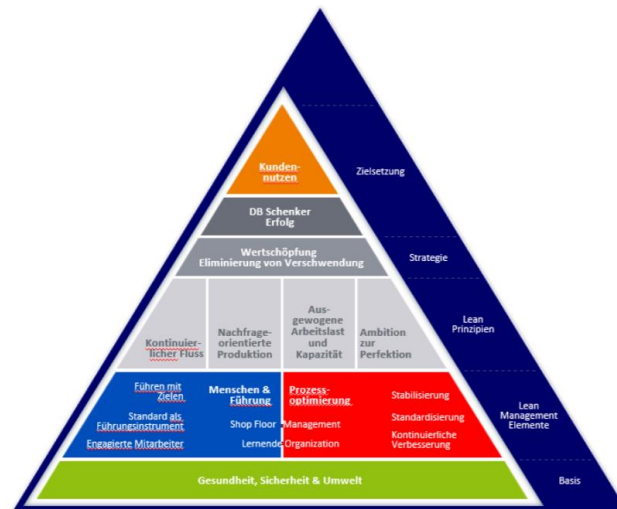 Kunden-
nutzen
Zielsetzung
DB Schenker
Erfolg
Wertschöpfung
Eliminierung von Verschwendung
Strategie
Kontinuier-
licher Fluss
Nachfrage-
orientierte
Produktion
Aus-
gewogene
Arbeitslast
und
Kapazität
Ambition
zur
Perfektion
Lean
Prinzipien
Führen mit
Zielen
Standard als
Führungsinstrument
Engagierte Mitarbeiter
Menschen &
Führung
Prozess-
optimierung
Shop Floor Management
Lernende Organization
Stabilisierung
Standardisierung
Kontinuierliche
Verbesserung
Lean
Management
Elemente
Gesundheit, Sicherheit & Umwelt
Basis